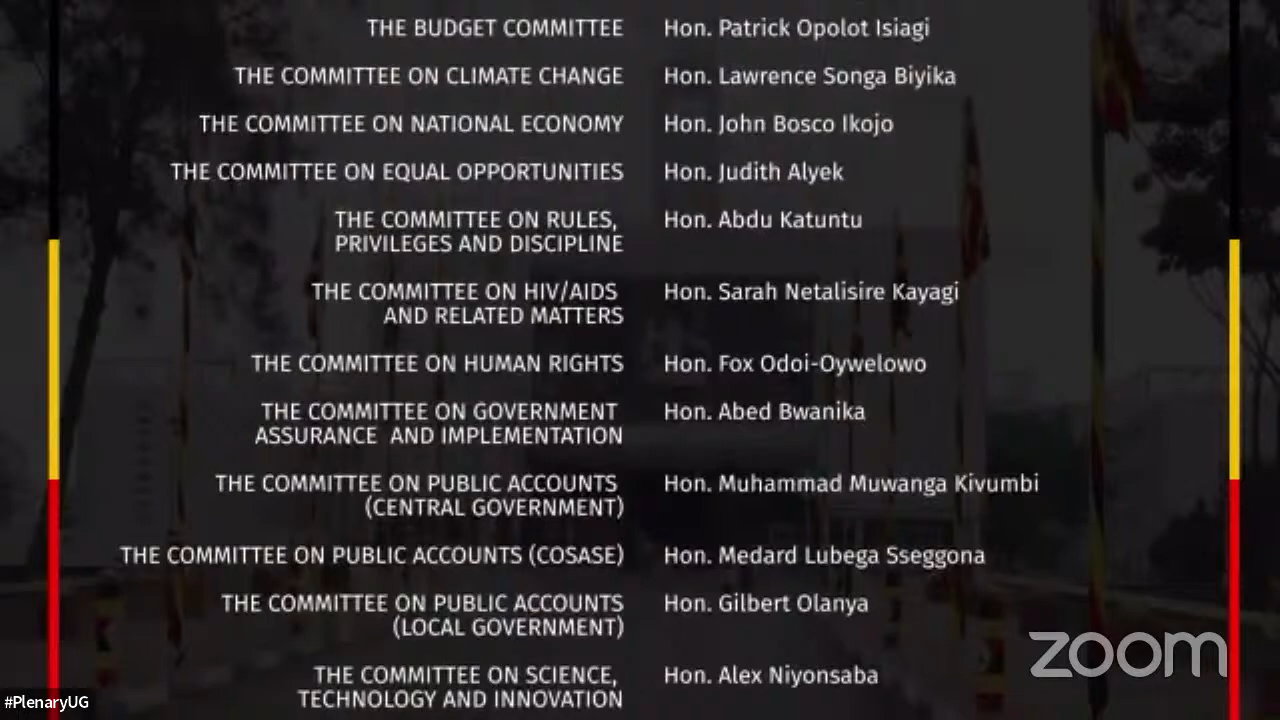 THE BUDGET COMMITTEE Hon. Patrick Opolot Isiagi
THE COMMITTEE ON CLIMATE CHANGE Hon. Lawrence Songa Biyika
THE COMMITTEE ON NATIONAL ECONOMY Hon. John Bosco Ikojo
THE COMMITTEE ON EQUAL OPPORTUNITIES Hon. Judith Alyek
THE COMMITTEE ON RULES, Hon. Abdu Katuntu
PRIVILEGES AND DISCIPLINE
THE COMMITTEE ON HIV/AIDS Hon. Sarah Netalisire Kayagi
AND RELATED MATTERS
THE COMMITTEE ON HUMAN RIGHTS Hon. Fox Odoi-Oywelowo
THE COMMITTEE ON GOVERNMENT Hon. Abed Bwanika
ASSURANCE AND IMPLEMENTATION
THE COMMITTEE ON PUBLIC ACCOUNTS Hon. Muhammad Muwanga Kivumbi
(CENTRAL GOVERNMENT)
THE COMMITTEE ON PUBLIC ACCOUNTS (COSASE) Hon. Medard Lubega Sseggona
THE COMMITTEE ON PUBLIC ACCOUNTS Hon. Gilbert Olanya
(LOCAL GOVERNMENT)
THE COMMITTEE ON SCIENCE, Hon. Alex Niyonsaba
TECHNOLOGY AND INNOVATION
zoom
#PlenaryUG